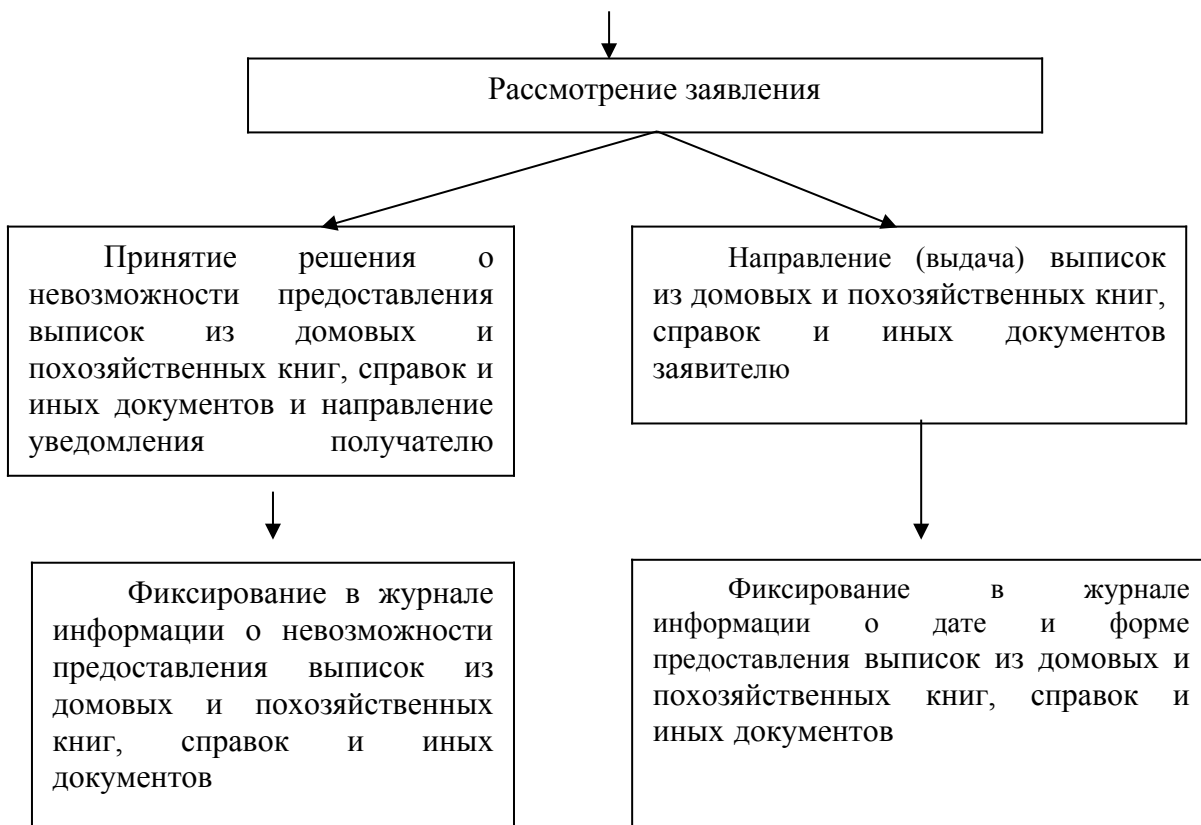 Рассмотрение заявления
Принятие решения о
невозможности предоставления
выписок из домовых и
похозяйственных книг, справок и
иных документов и направление
уведомления получателю
Направление (выдача) выписок
из домовых и похозяйственных книг,
справок и иных документов
заявителю
Фиксирование в журнале
информации о невозможности
предоставления выписок из
домовых и похозяйственных
книг, справок и иных
документов
Фиксирование в журнале
информации о дате и форме
предоставления выписок из домовых и
похозяйственных книг, справок и
иных документов